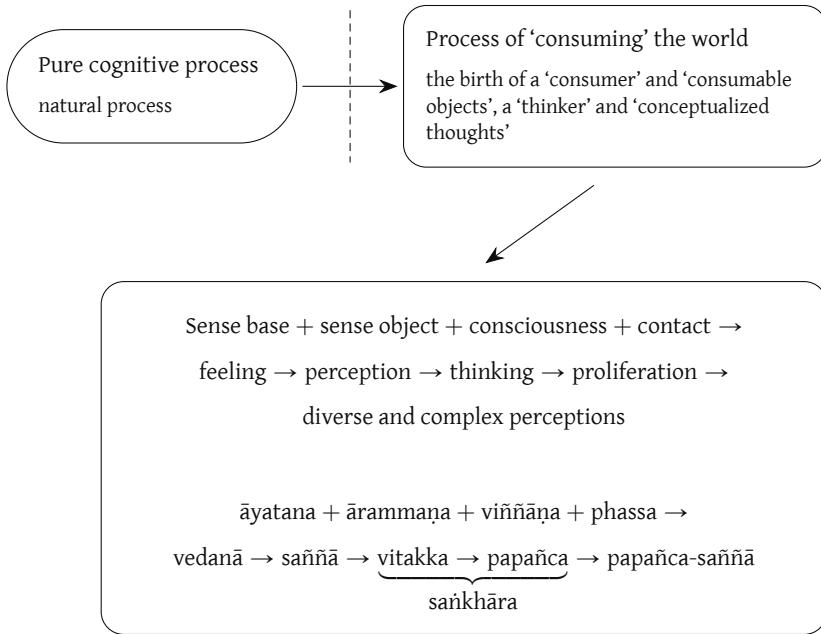 Pure cognitive process
natural process
Process of ‘consuming’ the world
the birth of a ‘consumer’ and ‘consumable
objects’, a ‘thinker’ and ‘conceptualized
thoughts’
Sense base + sense object + consciousness + contact →
feeling → perception → thinking → proliferation →
diverse and complex perceptions
āyatana + ārammaṇa + viññāṇa + phassa →
vedanā → saññā → vitakka → papañca → papañca-saññā
saṅkhāra